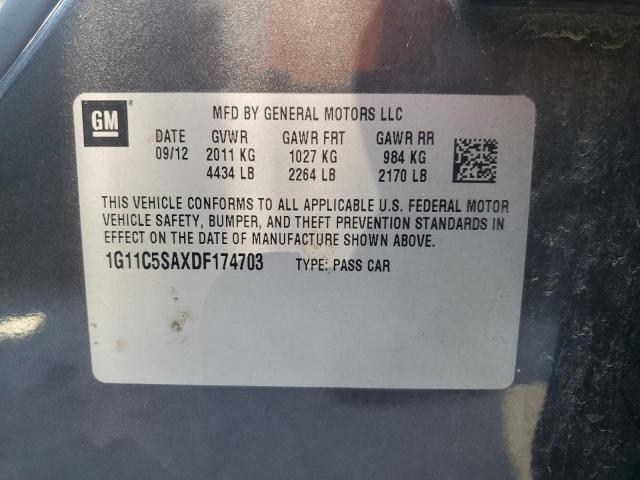 GM ® MFD BY GENERAL MOTORS LLC
DATE GVWR GAWR FRT GAWR RR
09/12 2011 KG 1027 KG 984 KG
4434 LB 2264 LB 2170 LB
THIS VEHICLE CONFORMS TO ALL APPLICABLE U.S. FEDERAL MOTOR
VEHICLE SAFETY, BUMPER, AND THEFT PREVENTION STANDARDS IN
EFFECT ON THE DATE OF MANUFACTURE SHOWN ABOVE.
1G11C5SAXDF174703 TYPE: PASS CAR